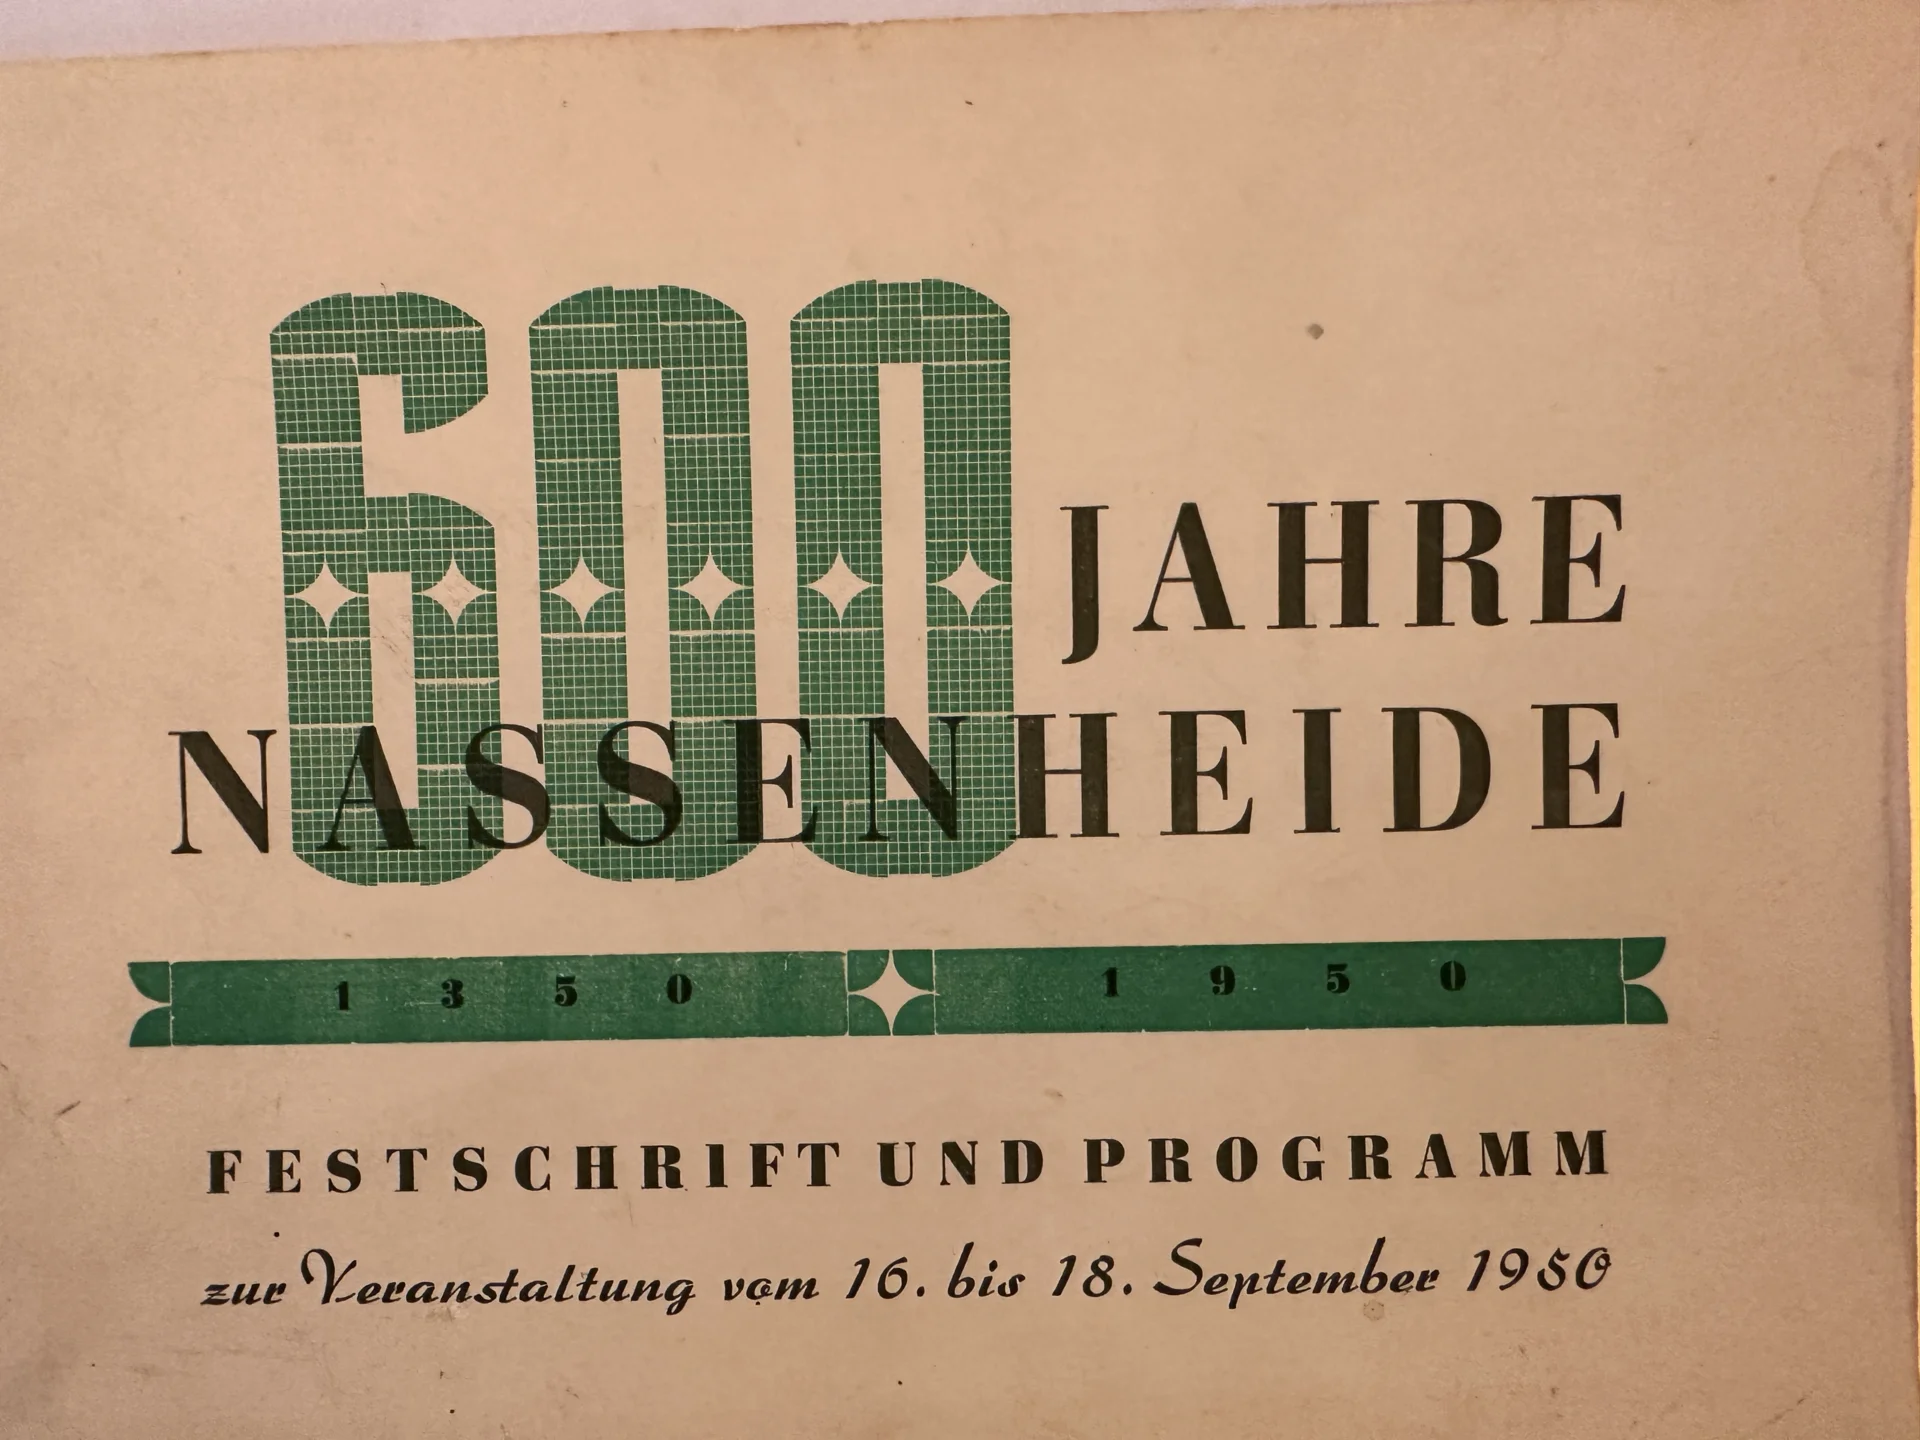 600 JAHRE
NASSENHEIDE
1350 1950
FESTSCHRIFT UND PROGRAMM
zur Veranstaltung vom 16. bis 18. September 1950